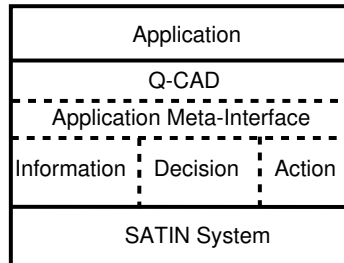 Application
Q-CAD
Application Meta-Interface
Information Decision Action
SATIN System